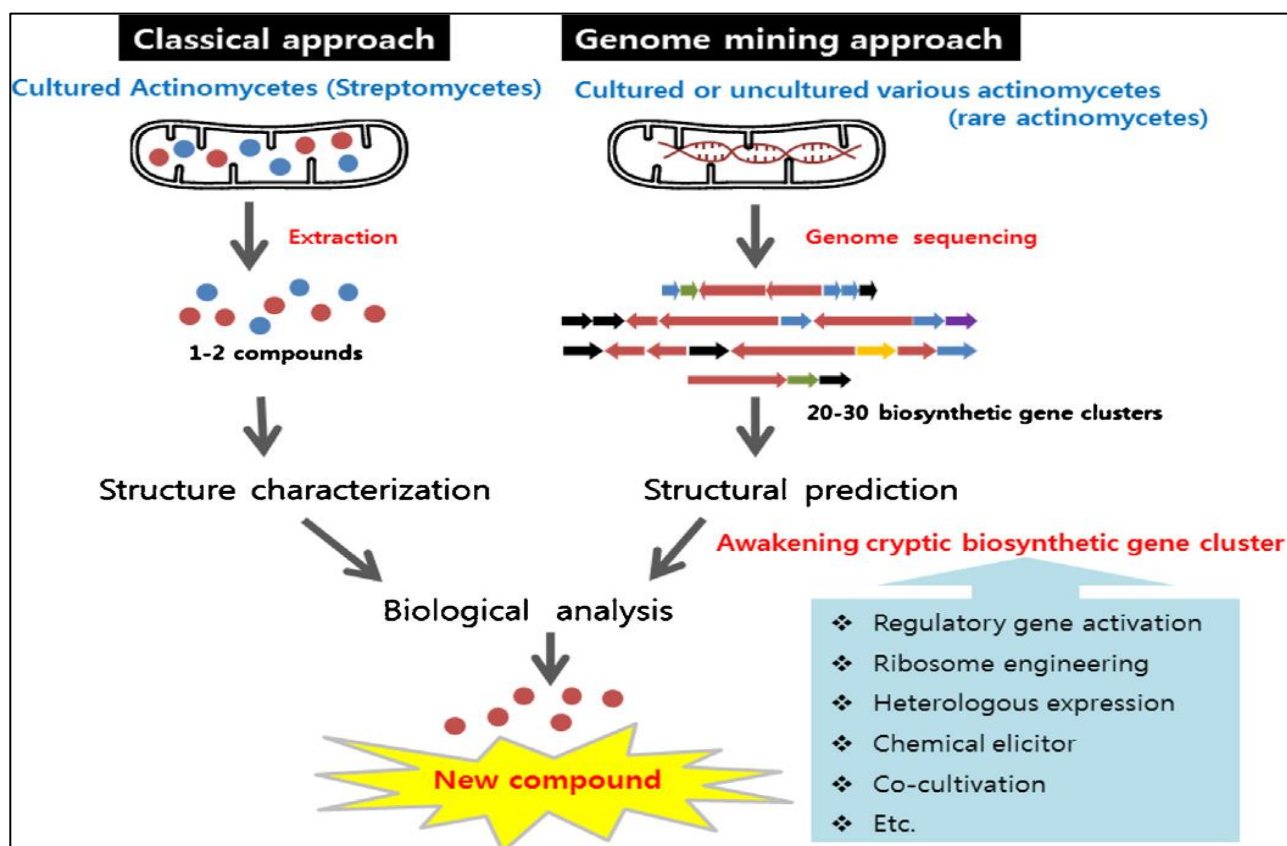 Classical approach
Cultured Actinomycetes (Streptomycetes)
Extraction
1-2 compounds
Structure characterization
Genome mining approach
Cultured or uncultured various actinomycetes
(rare actinomycetes)
Genome sequencing
20-30 biosynthetic gene clusters
Structural prediction
Awakening cryptic biosynthetic gene cluster
❖ Regulatory gene activation
❖ Ribosome engineering
❖ Heterologous expression
❖ Chemical elicitor
❖ Co-cultivation
❖ Etc.
Biological analysis
New compound